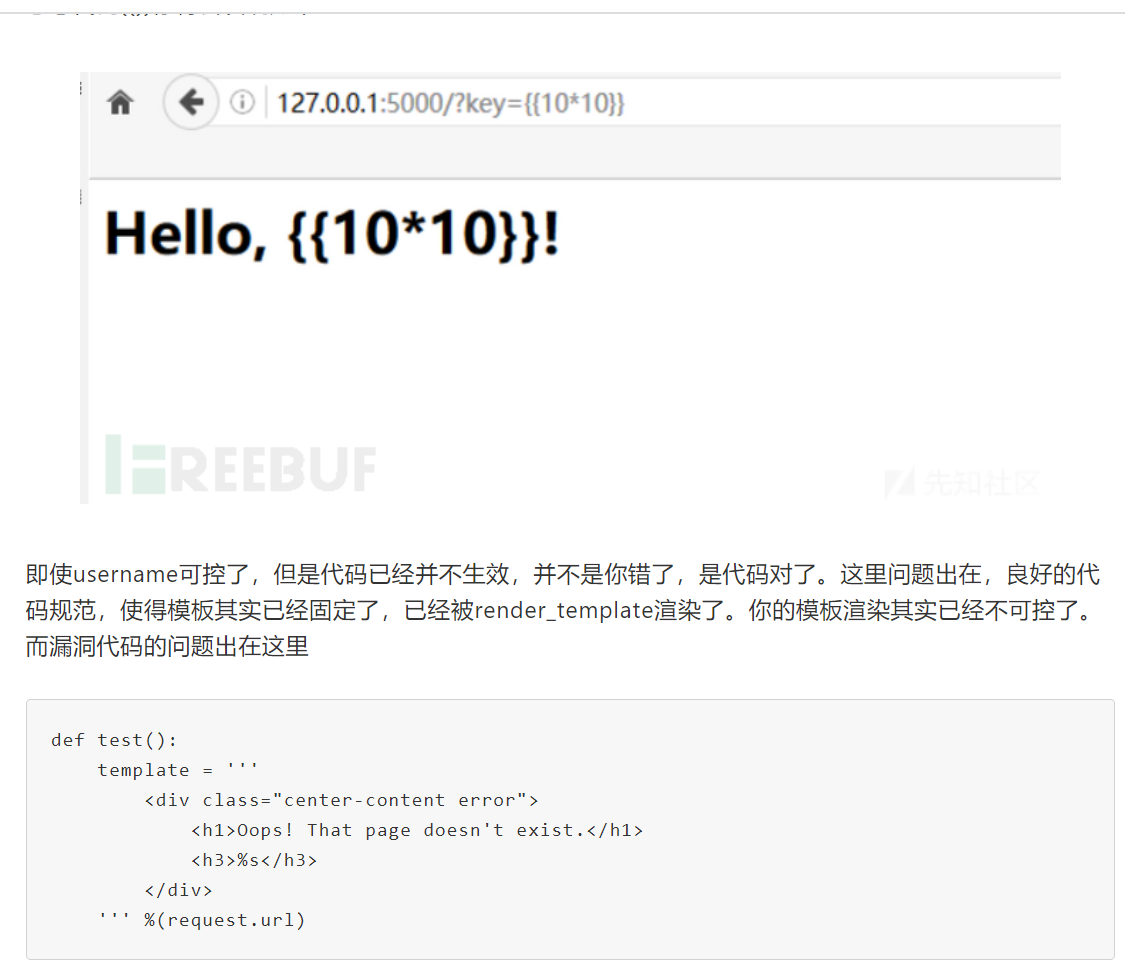 127.0.0.1:5000/?key={{10*10}}
Hello, {{10*10}}!
FREEBUF
先知社区
即使username可控了，但是代码已经并不生效，并不是你错了，是代码对了。这里问题出在，良好的代
码规范，使得模板其实已经固定了，已经被render_template渲染了。你的模板渲染其实已经不可控了。
而漏洞代码的问题出在这里
def test():
    template = '''
        <div class="center-content error">
            <h1>Oops! That page doesn't exist.</h1>
            <h3>%s</h3>
        </div>
    ''' %(request.url)